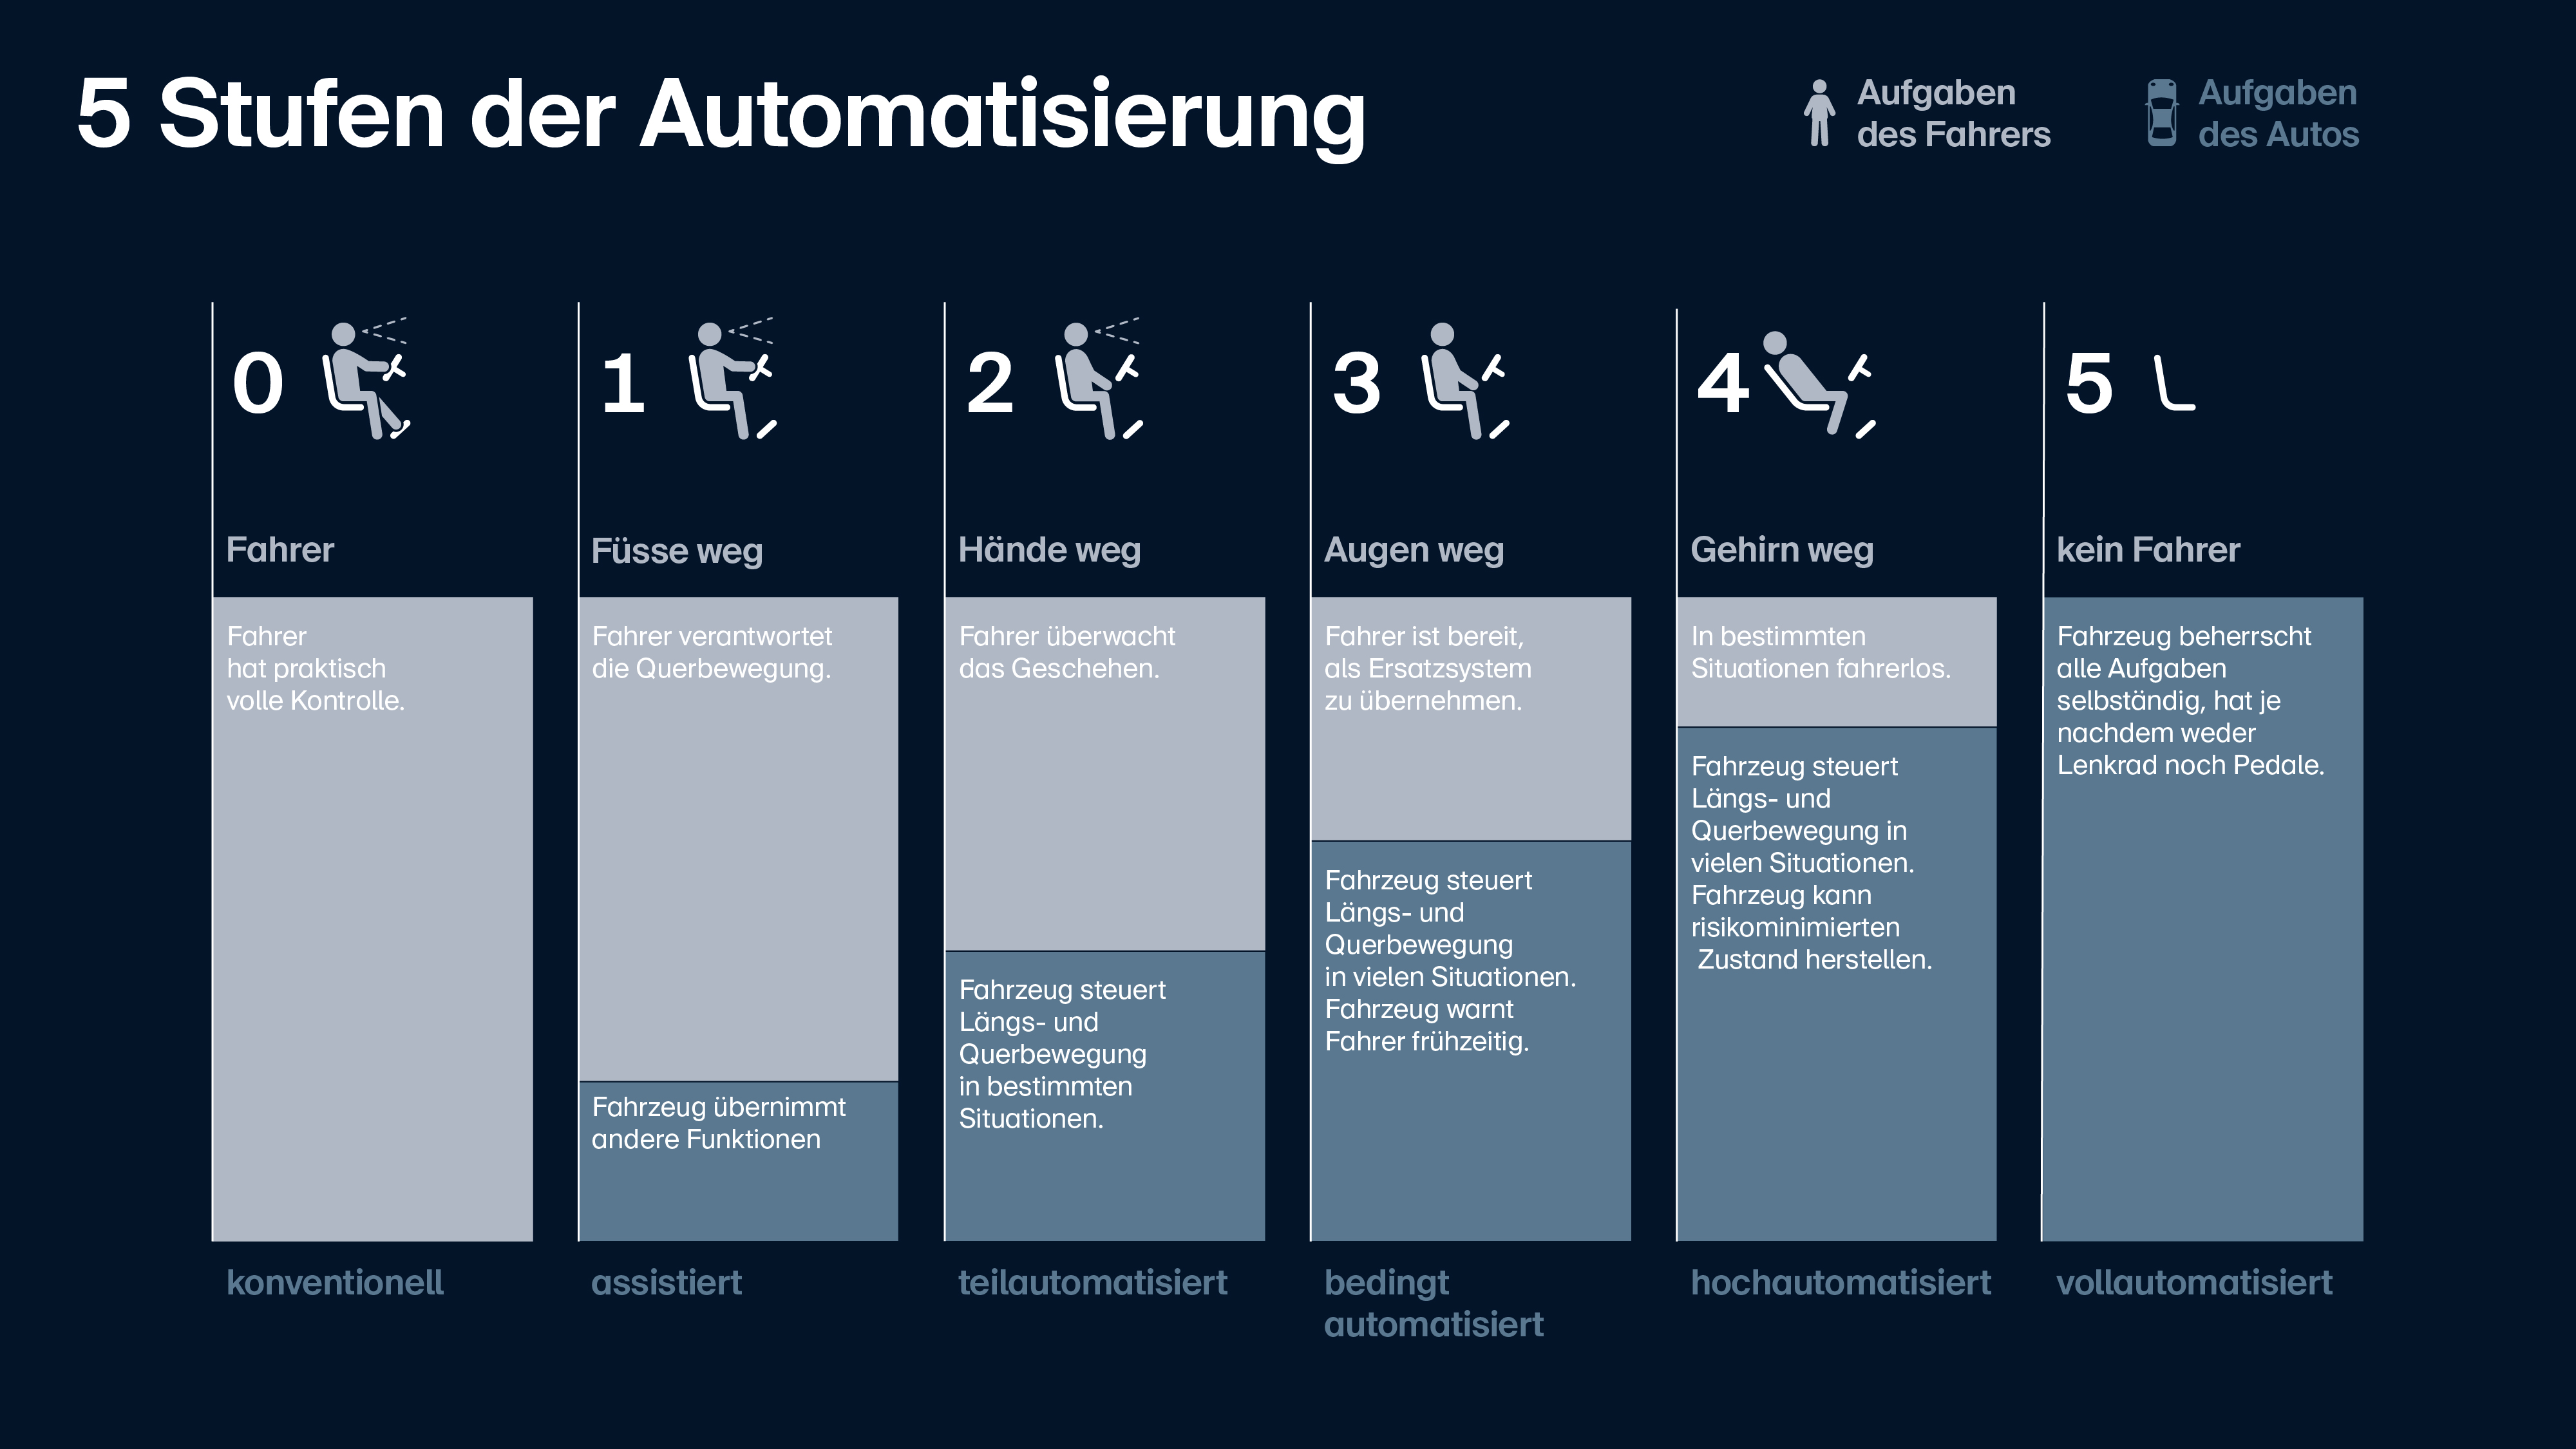 5 Stufen der Automatisierung
Aufgaben
des Fahrers
Aufgaben
des Autos
0
Fahrer
Fahrer
hat praktisch
volle Kontrolle.
konventionell
1
Füsse weg
Fahrer verantwortet
die Querbewegung.
Fahrzeug übernimmt
andere Funktionen
assistiert
2
Hände weg
Fahrer überwacht
das Geschehen.
Fahrzeug steuert
Längs- und
Querbewegung
in bestimmten
Situationen.
teilautomatisiert
3
Augen weg
Fahrer ist bereit,
als Ersatzsystem
zu übernehmen.
Fahrzeug steuert
Längs- und
Querbewegung
in vielen Situationen.
Fahrzeug warnt
Fahrer frühzeitig.
bedingt
automatisiert
4
Gehirn weg
In bestimmten
Situationen fahrerlos.
Fahrzeug steuert
Längs- und
Querbewegung in
vielen Situationen.
Fahrzeug kann
risikominimierten
Zustand herstellen.
hochautomatisiert
5
kein Fahrer
Fahrzeug beherrscht
alle Aufgaben
selbständig, hat je
nachdem weder
Lenkrad noch Pedale.
vollautomatisiert